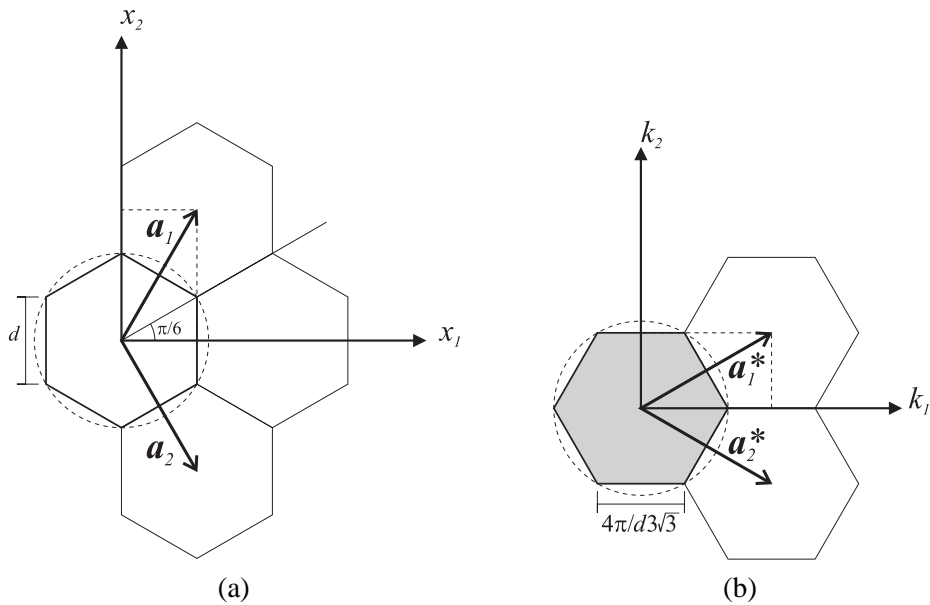 x₂
a₁
π/6
x₁
d
a₂
(a)
k₂
a₁*
k₁
a₂*
4π/d3√3
(b)